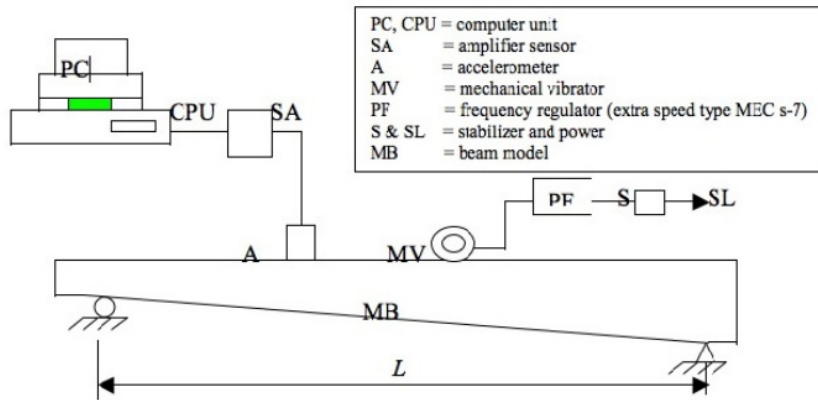 PC, CPU = computer unit
SA = amplifier sensor
A = accelerometer
MV = mechanical vibrator
PF = frequency regulator (extra speed type MEC s-7)
S & SL = stabilizer and power
MB = beam model
PC
CPU
SA
PF
S
SL
A
MV
MB
L